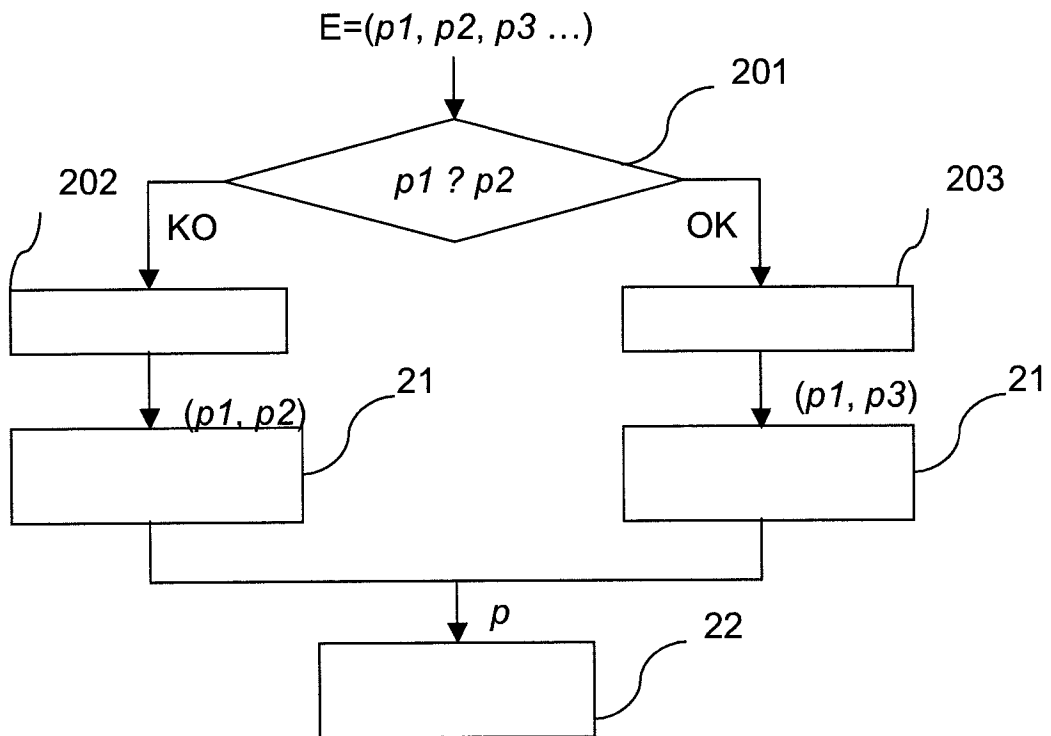 E=(p1, p2, p3 ...)
201
p1 ? p2
202
203
KO
OK
21
21
(p1, p2)
(p1, p3)
p
22